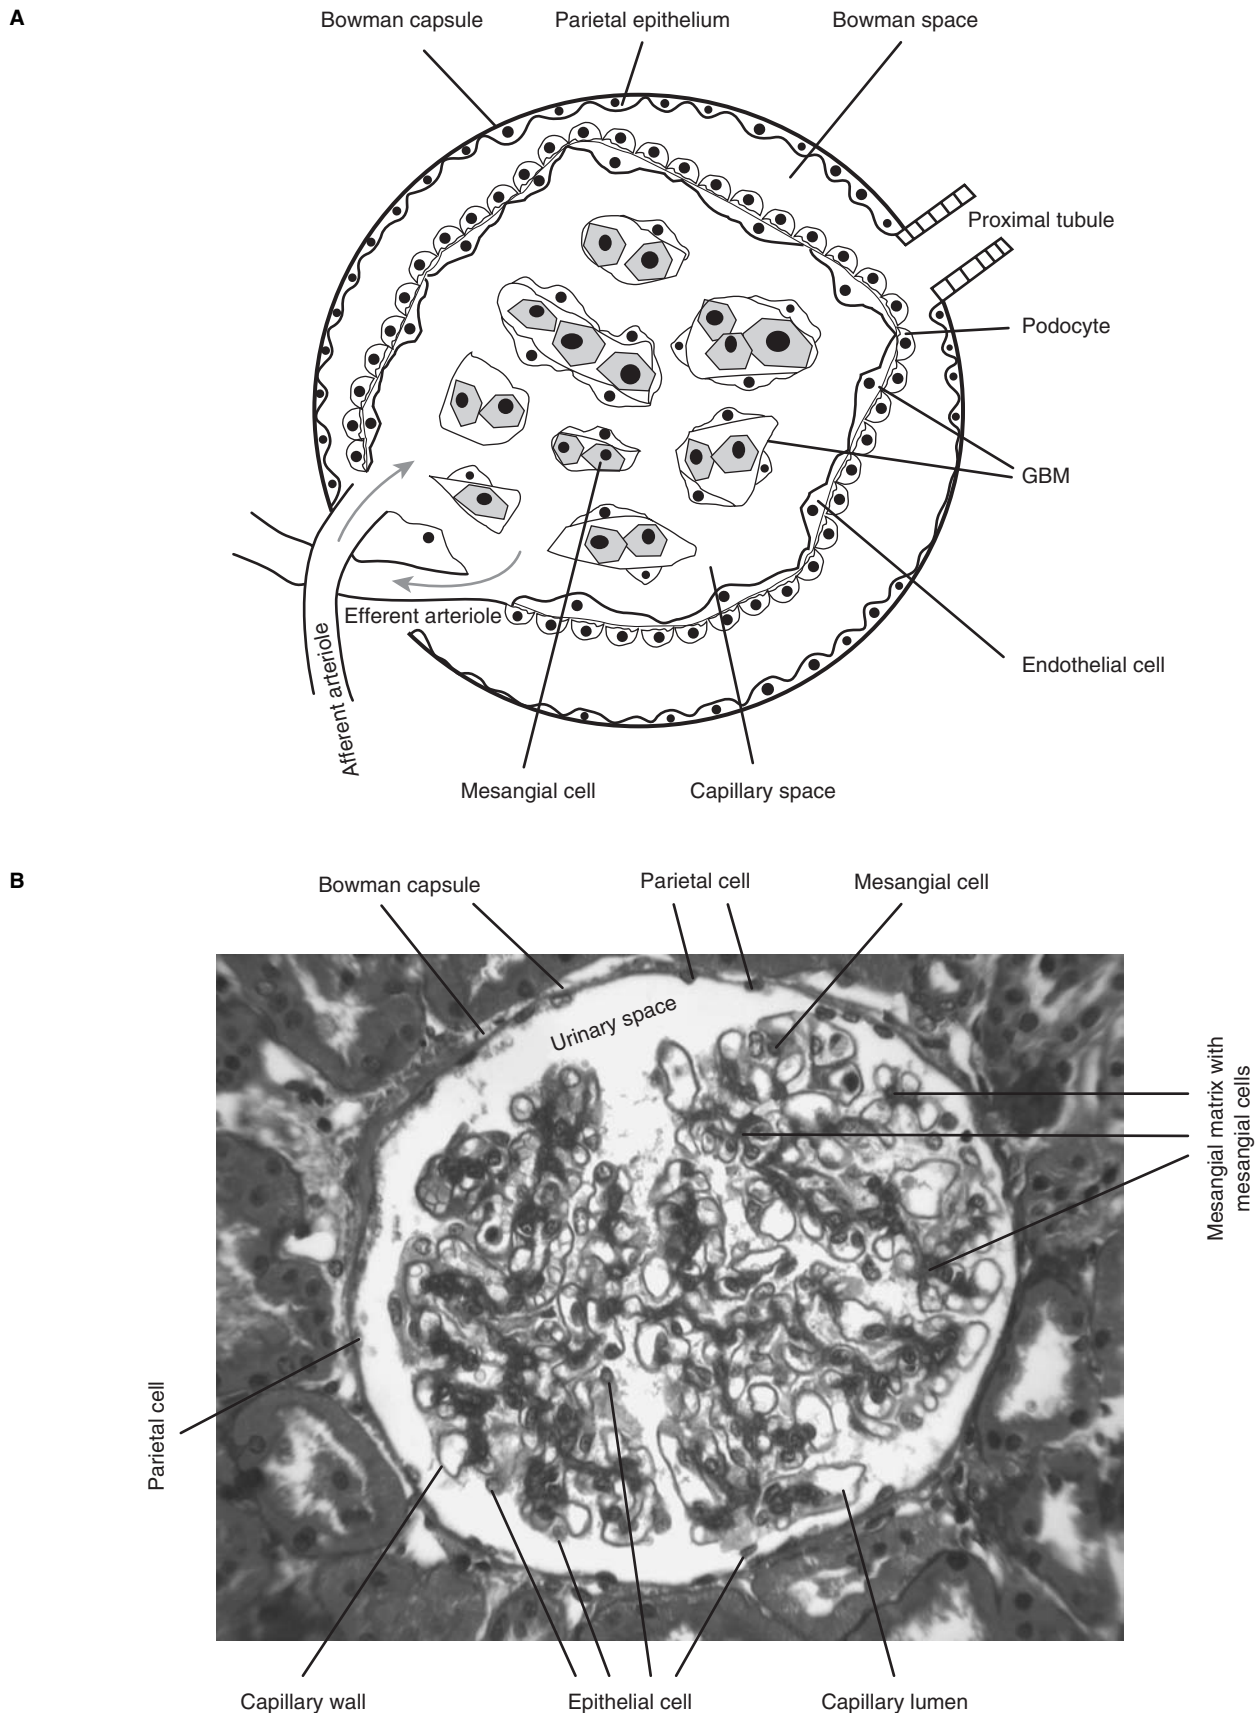 A
Bowman capsule
Parietal epithelium
Bowman space
Proximal tubule
Podocyte
GBM
Endothelial cell
Efferent arteriole
Afferent arteriole
Mesangial cell
Capillary space
B
Bowman capsule
Parietal cell
Mesangial cell
Urinary space
Mesangial matrix with
mesangial cells
Parietal cell
Capillary wall
Epithelial cell
Capillary lumen